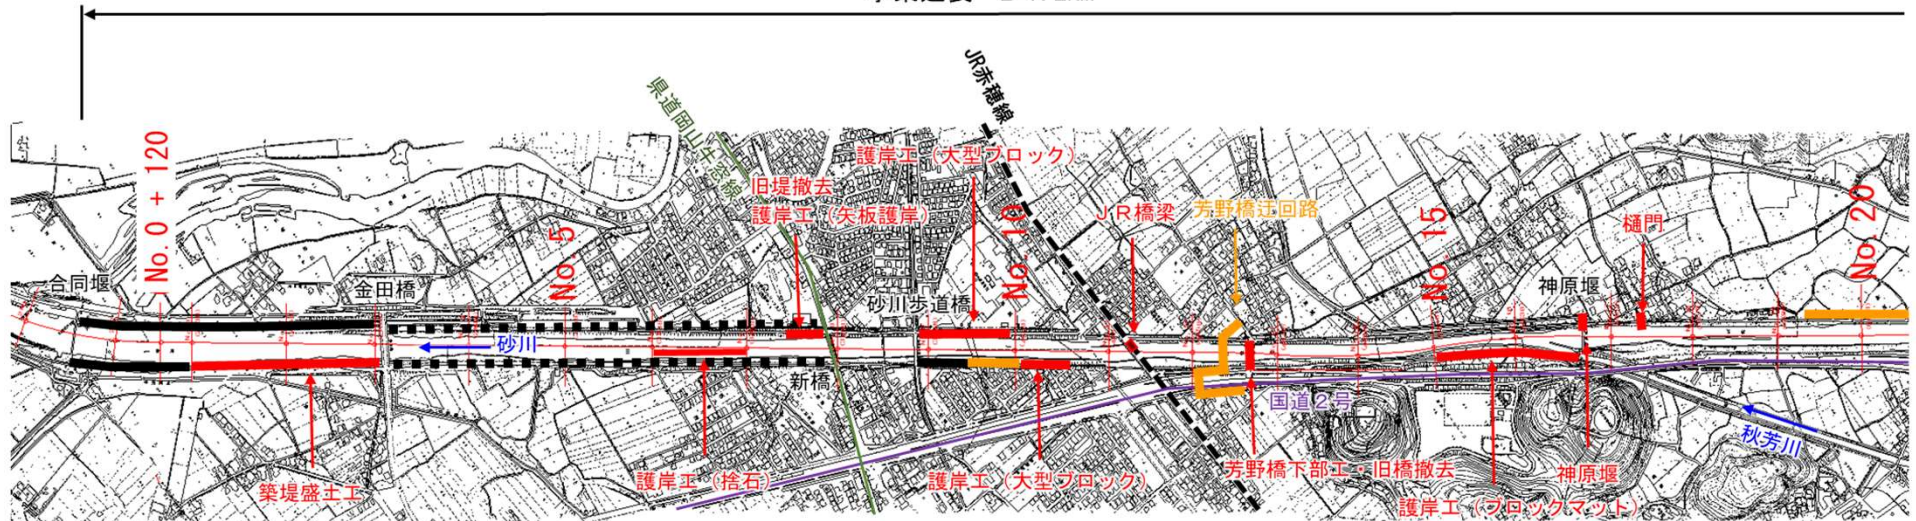 JR赤穂線
県道岡山牛窓線
No.0 + 120
護岸工（大型ブロック）
旧堤撤去
護岸工（矢板護岸）
JR橋梁
芳野橋迂回路
樋門
No.5
No.10
No.15
No.20
合同堰
金田橋
砂川歩道橋
神原堰
砂川
新橋
国道２号
秋芳川
築堤盛土工
護岸工（捨石）
護岸工（大型ブロック）
芳野橋下部工・旧橋撤去
神原堰
護岸工（ブロックマット）